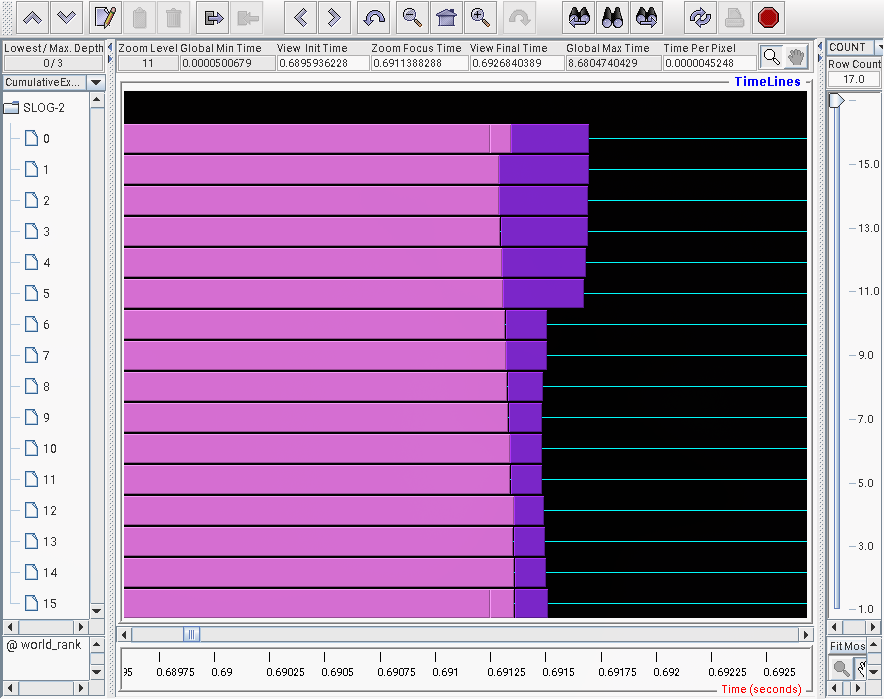 Lowest / Max. Depth
Zoom Level
Global Min Time
View Init Time
Zoom Focus Time
View Final Time
Global Max Time
Time Per Pixel
COUNT
0 / 3
11
0.0000500679
0.6895936228
0.6911388288
0.6926840389
8.6804740429
0.0000045248
Row Count
17.0
CumulativeEx...
TimeLines
SLOG-2
0
1
2
3
4
5
6
7
8
9
10
11
12
13
14
15
15.0
13.0
11.0
9.0
7.0
5.0
3.0
1.0
@ world_rank
Fit Mos
95
0.68975
0.69
0.69025
0.6905
0.69075
0.691
0.69125
0.6915
0.69175
0.692
0.69225
0.6925
Time (seconds)